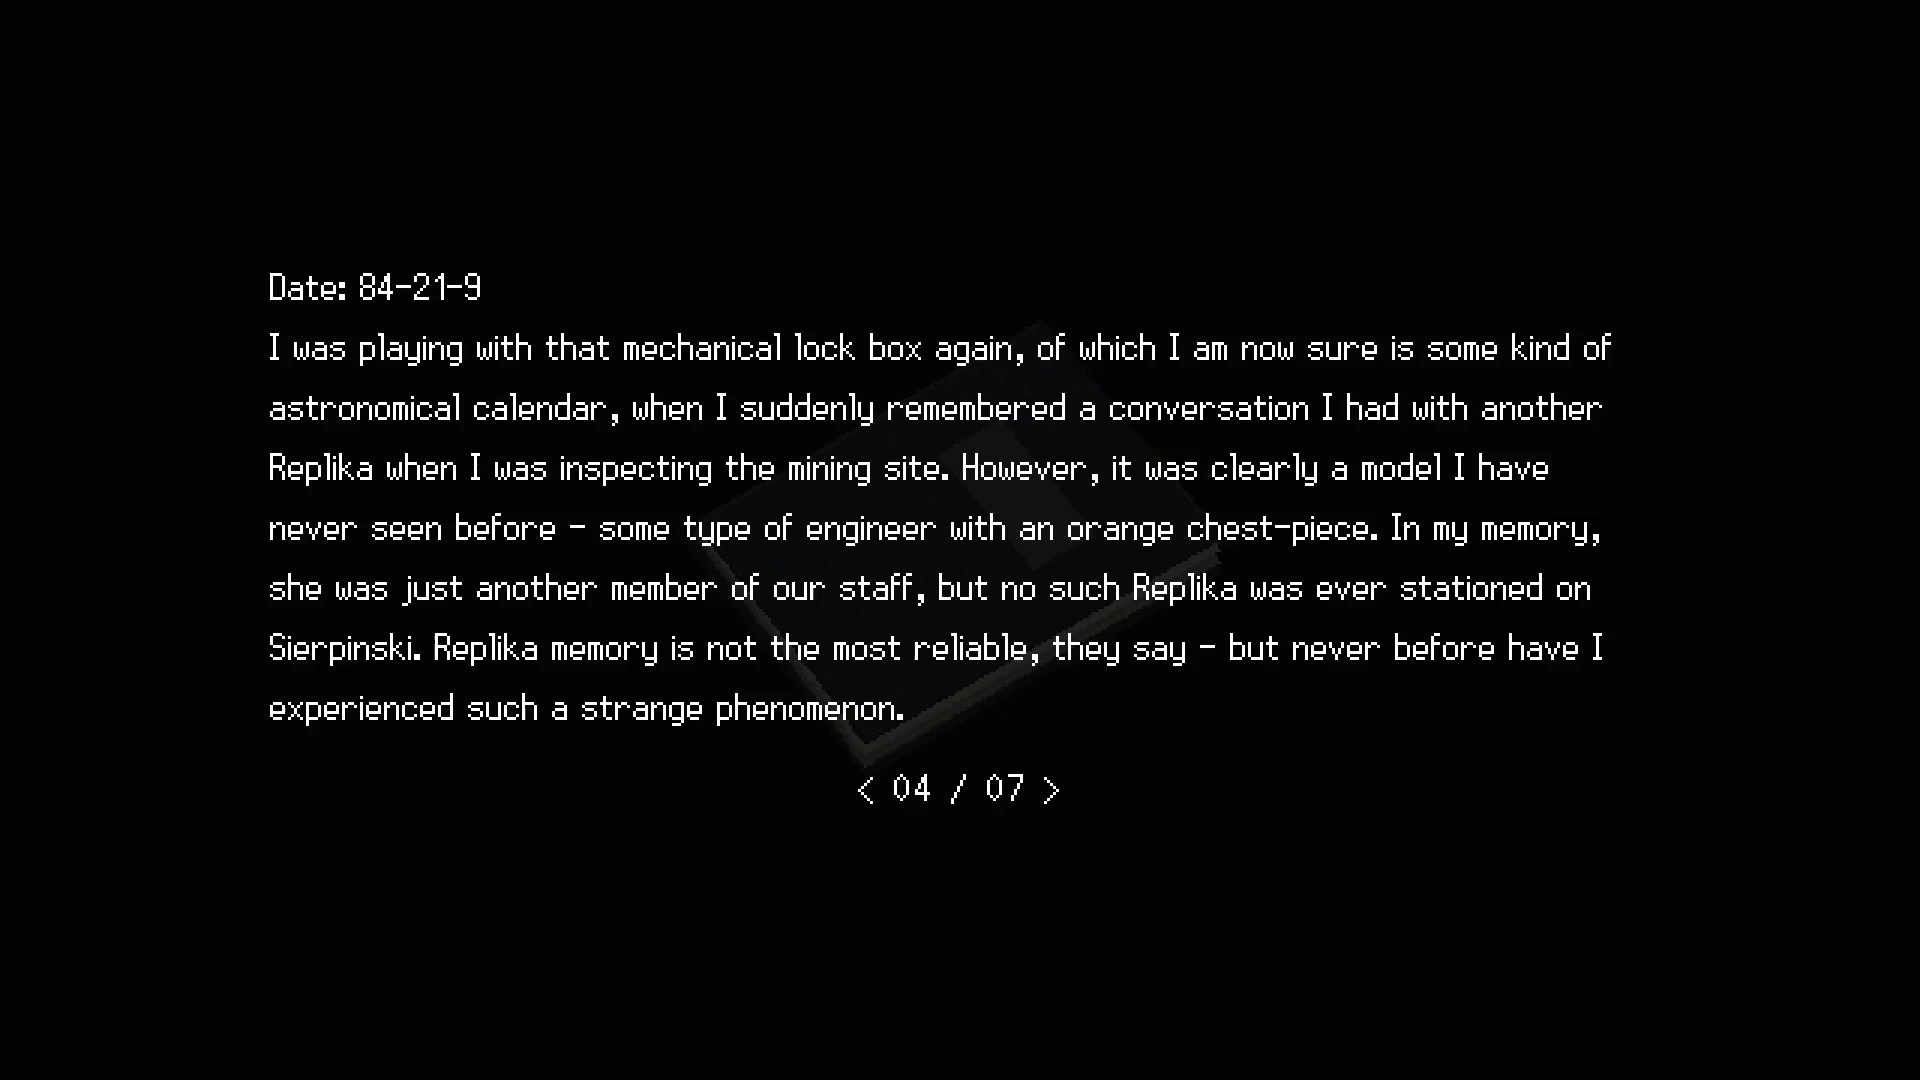 Date: 84-21-9
I was playing with that mechanical lock box again, of which I am now sure is some kind of
astronomical calendar, when I suddenly remembered a conversation I had with another
Replika when I was inspecting the mining site. However, it was clearly a model I have
never seen before - some type of engineer with an orange chest-piece. In my memory,
she was just another member of our staff, but no such Replika was ever stationed on
Sierpinski. Replika memory is not the most reliable, they say - but never before have I
experienced such a strange phenomenon.
< 04 / 07 >